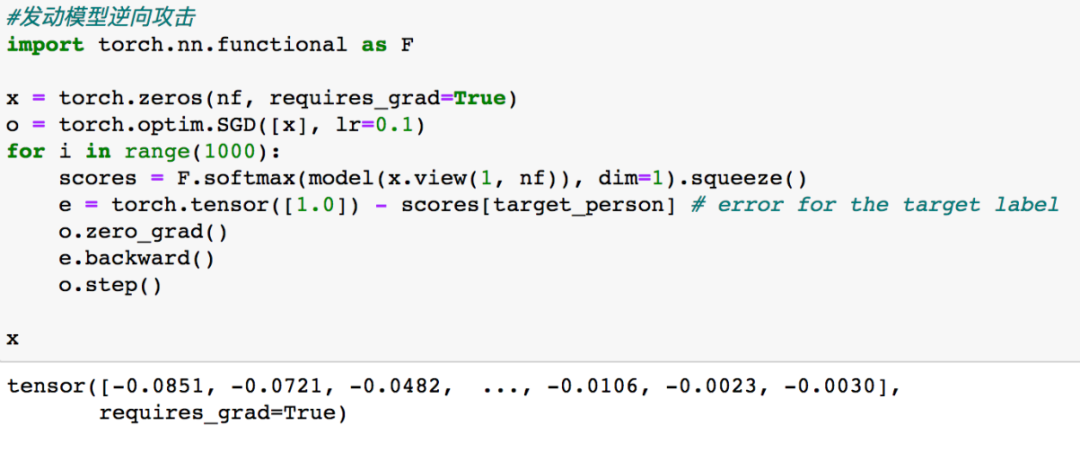 #发动模型逆向攻击
import torch.nn.functional as F
x = torch.zeros(nf, requires_grad=True)
o = torch.optim.SGD([x], lr=0.1)
for i in range(1000):
    scores = F.softmax(model(x.view(1, nf)), dim=1).squeeze()
    e = torch.tensor([1.0]) - scores[target_person] # error for the target label
    o.zero_grad()
    e.backward()
    o.step()
x
tensor([-0.0851, -0.0721, -0.0482,  ..., -0.0106, -0.0023, -0.0030],
       requires_grad=True)